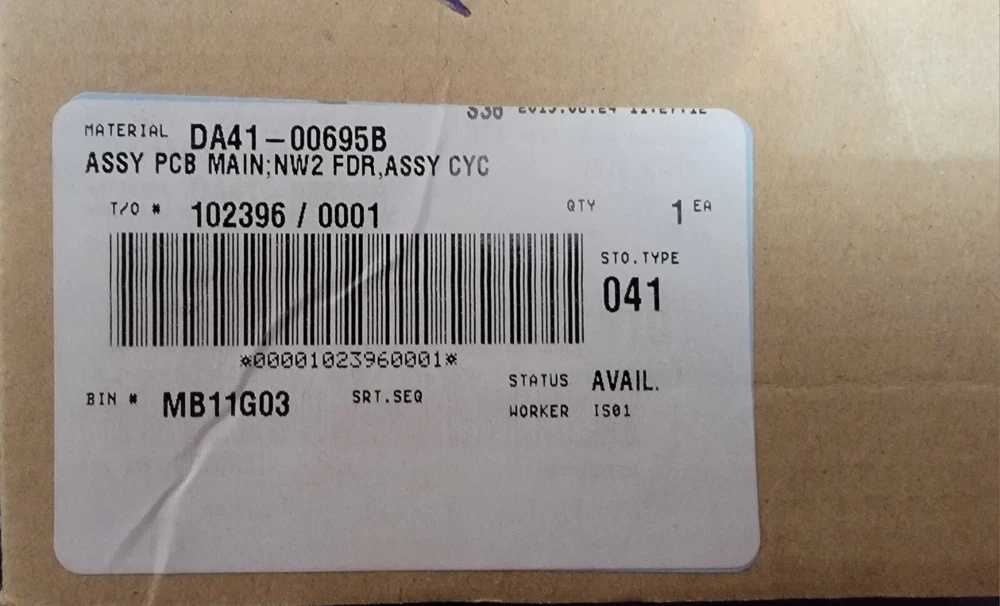 MATERIAL DA41-00695B
ASSY PCB MAIN;NW2 FDR,ASSY CYC
T/O # 102396 / 0001 QTY 1 EA
STO.TYPE
041
*00001023960001*
STATUS AVAIL.
BIN # MB11G03 SRT.SEQ
WORKER IS01